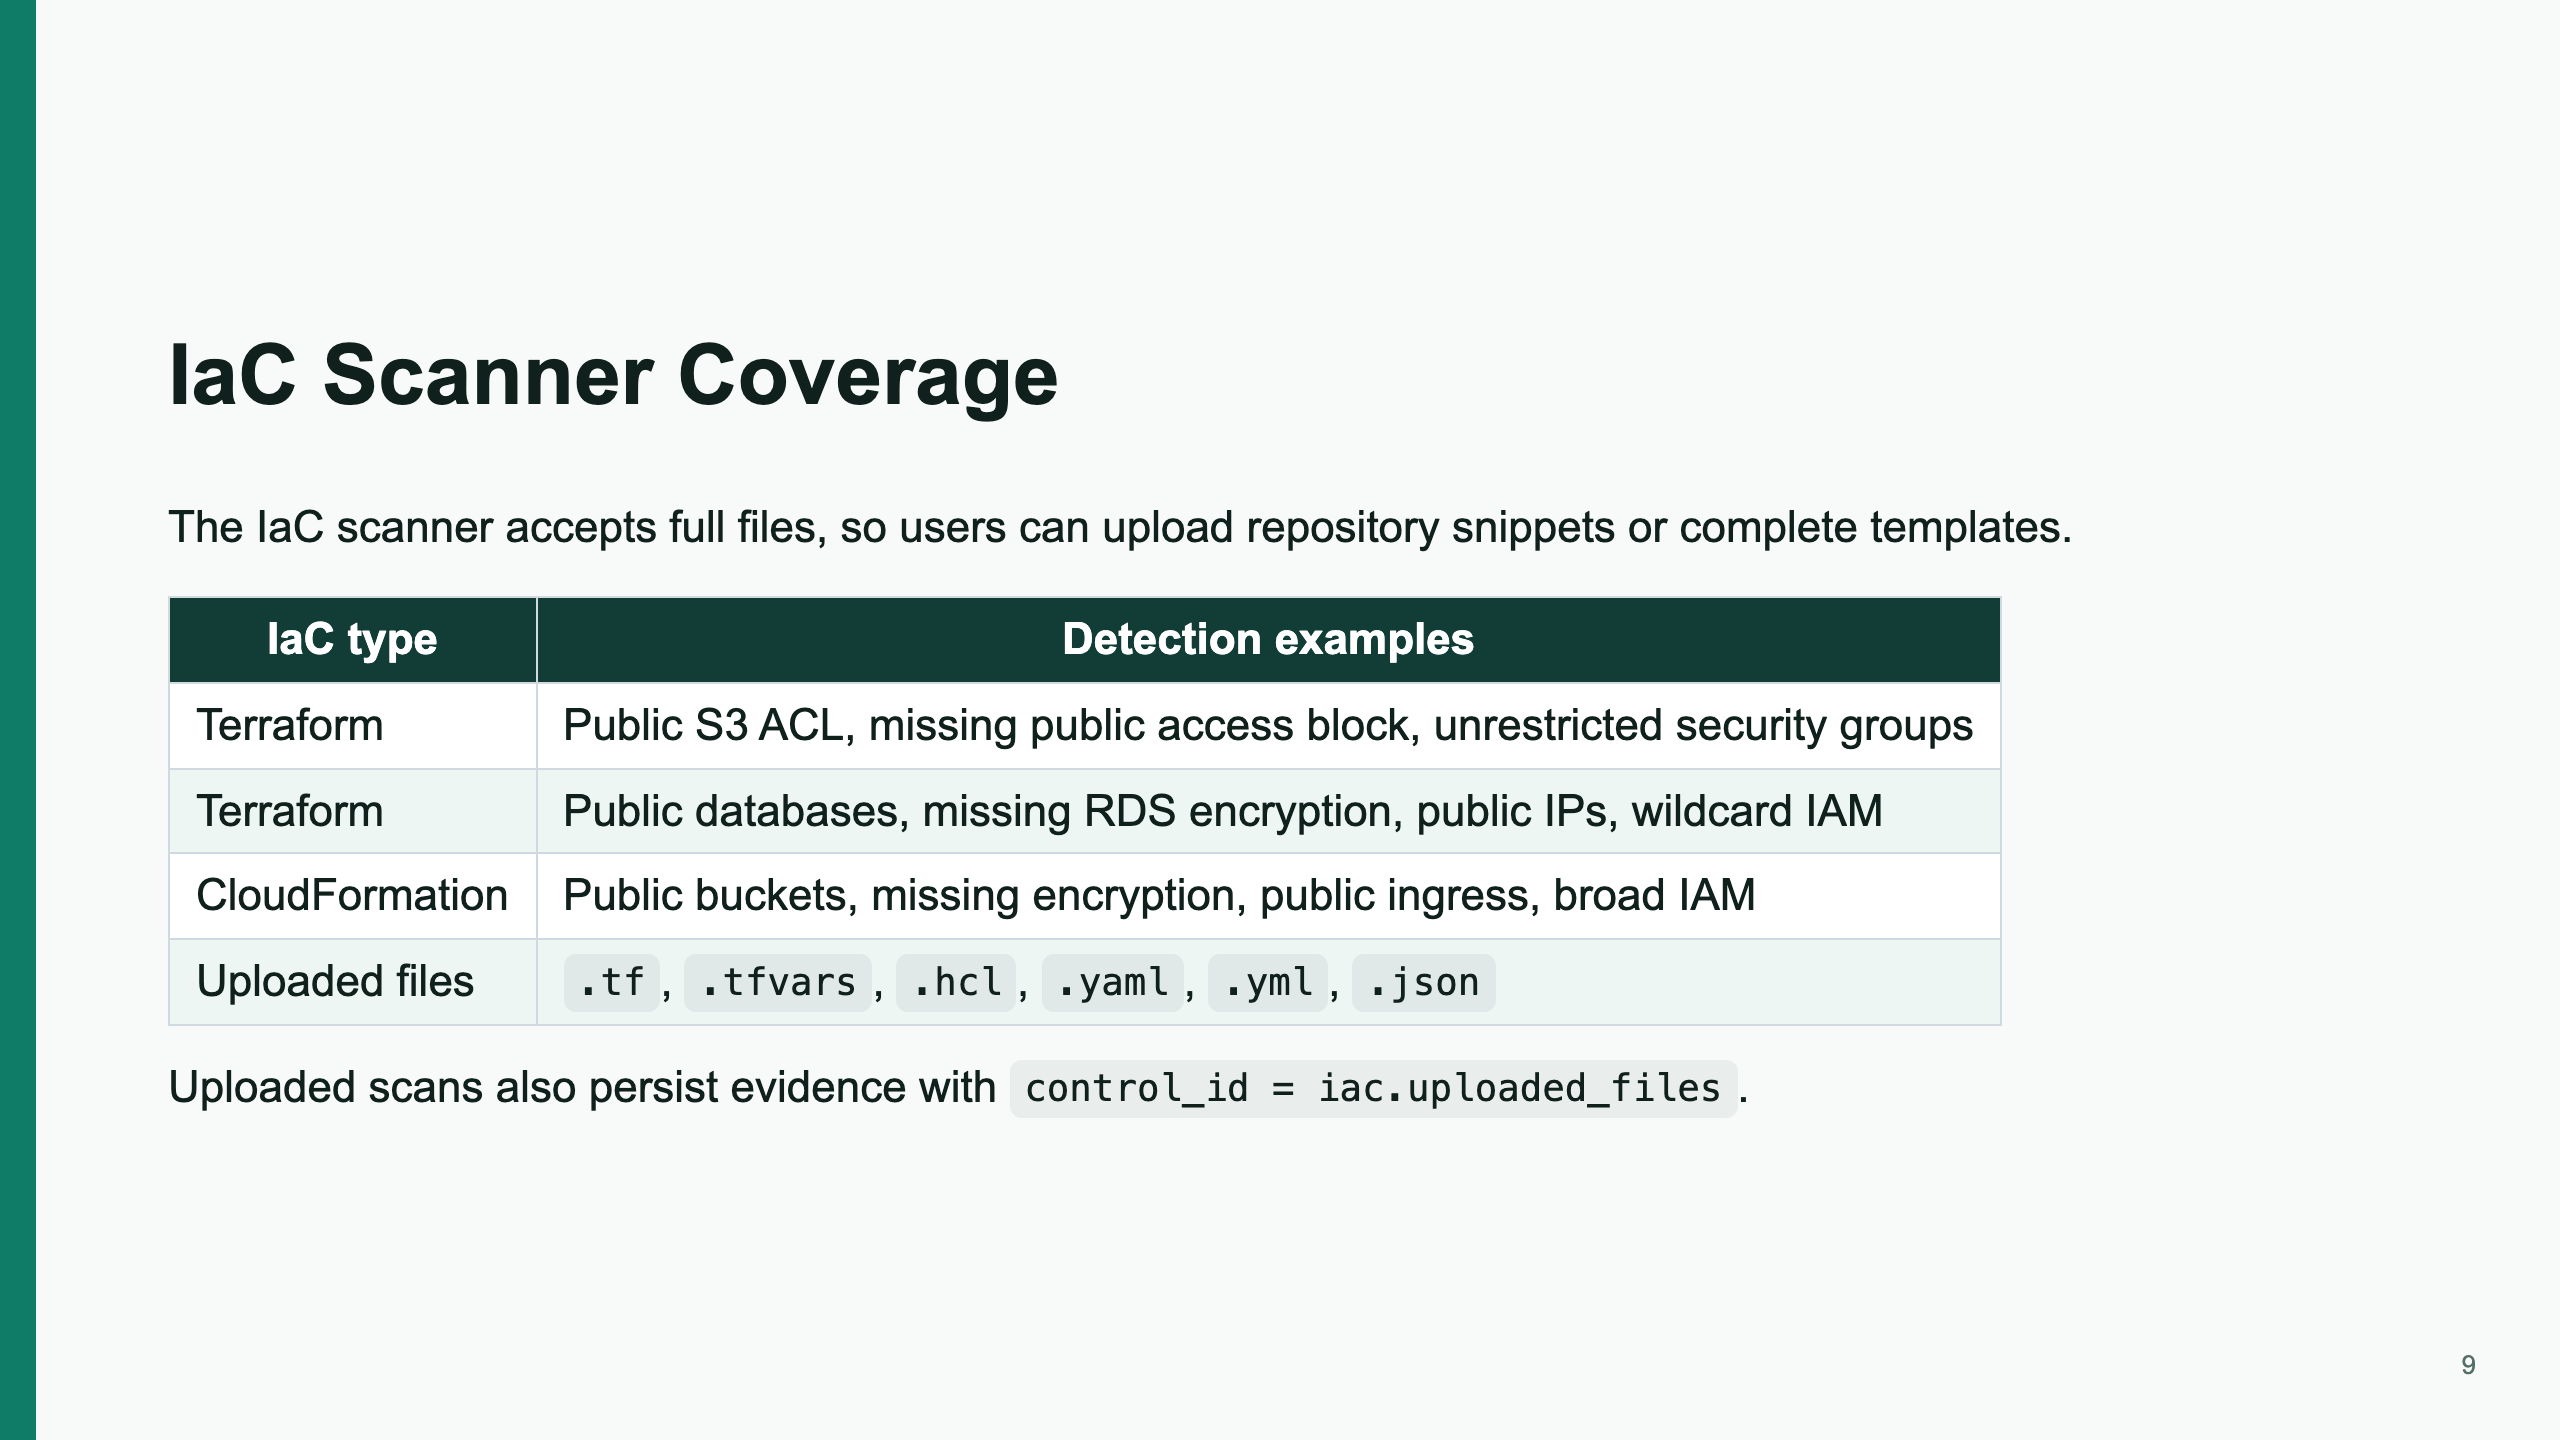 IaC Scanner Coverage
The IaC scanner accepts full files, so users can upload repository snippets or complete templates.
IaC type Detection examples
Terraform Public S3 ACL, missing public access block, unrestricted security groups
Terraform Public databases, missing RDS encryption, public IPs, wildcard IAM
CloudFormation Public buckets, missing encryption, public ingress, broad IAM
Uploaded files .tf, .tfvars, .hcl, .yaml, .yml, .json
Uploaded scans also persist evidence with control_id = iac.uploaded_files.
9